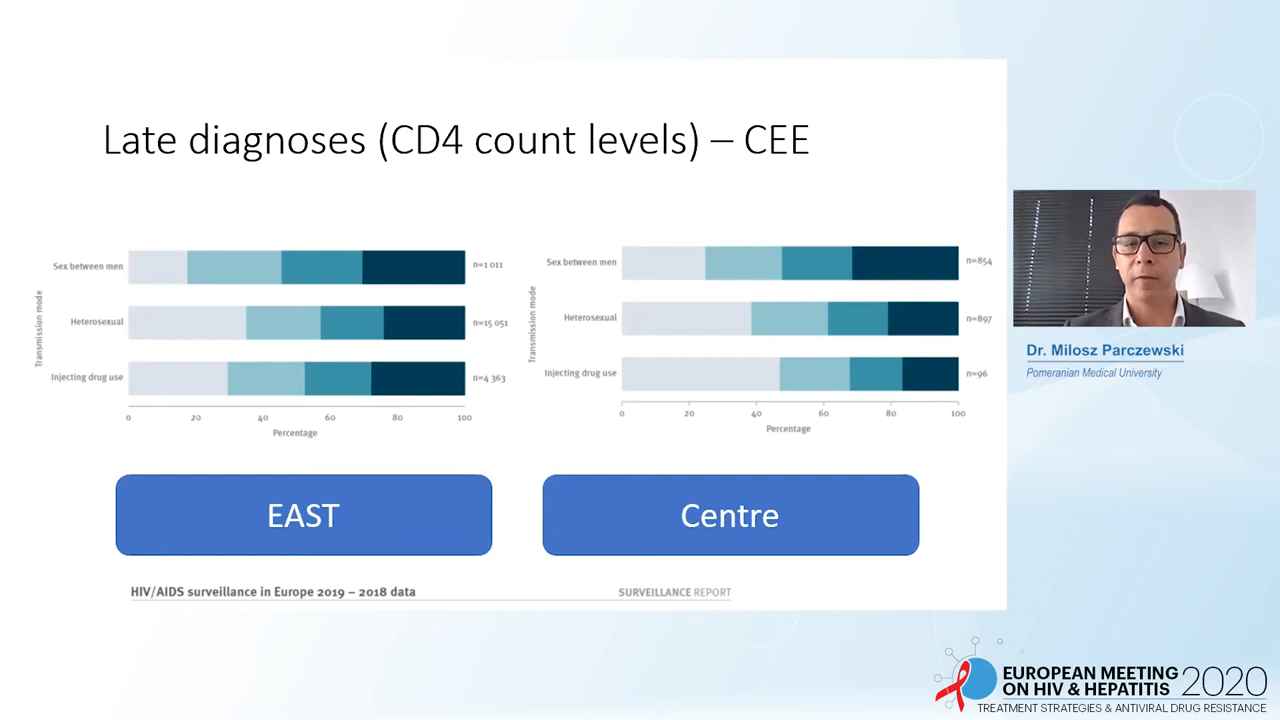 Late diagnoses (CD4 count levels) – CEE
Transmission mode
Sex between men
n=1 011
Heterosexual
n=15 051
Injecting drug use
n=4 363
0 20 40 60 80 100
Percentage
Transmission mode
Sex between men
n=854
Heterosexual
n=897
Injecting drug use
n=96
0 20 40 60 80 100
Percentage
EAST
Centre
HIV/AIDS surveillance in Europe 2019 – 2018 data
SURVEILLANCE REPORT
Dr. Milosz Parczewski
Pomeranian Medical University
EUROPEAN MEETING
ON HIV & HEPATITIS
2020
TREATMENT STRATEGIES & ANTIVIRAL DRUG RESISTANCE